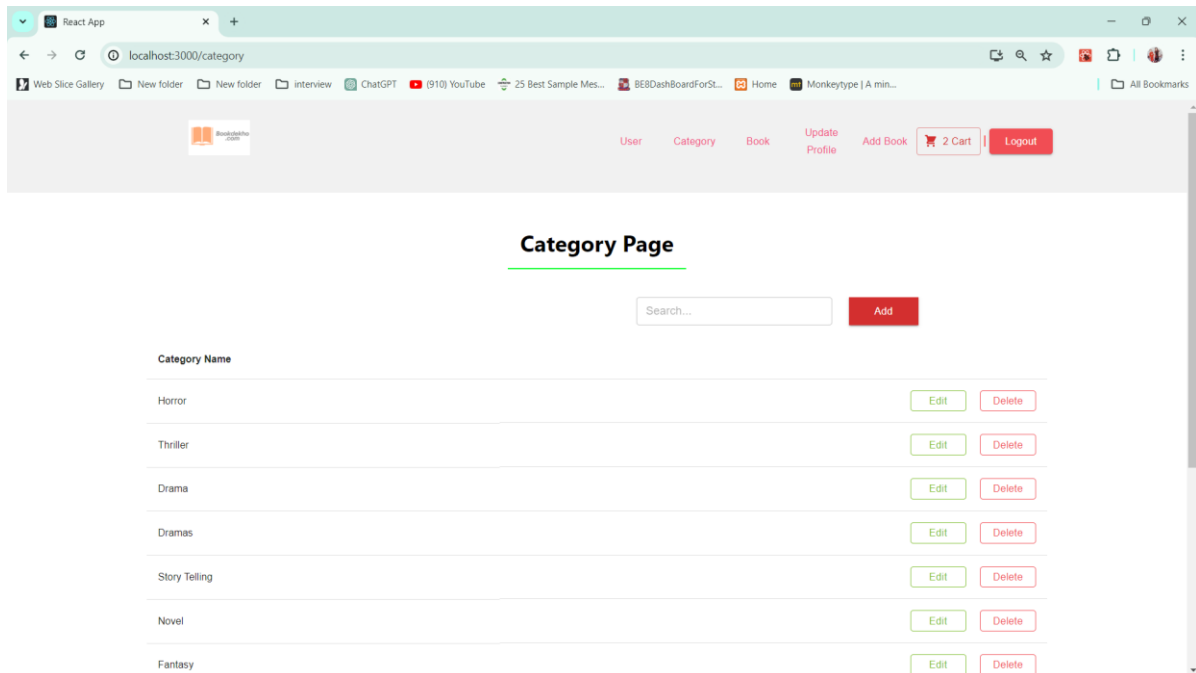 React App
localhost:3000/category
Web Slice Gallery New folder New folder interview ChatGPT (910) YouTube 25 Best Sample Mes... BE8DashBoardForSt... Home Monkeytype | A min... All Bookmarks
Bookdekho
.com
User Category Book Update Profile Add Book 2 Cart | Logout
Category Page
Search... Add
Category Name
Horror Edit Delete
Thriller Edit Delete
Drama Edit Delete
Dramas Edit Delete
Story Telling Edit Delete
Novel Edit Delete
Fantasy Edit Delete